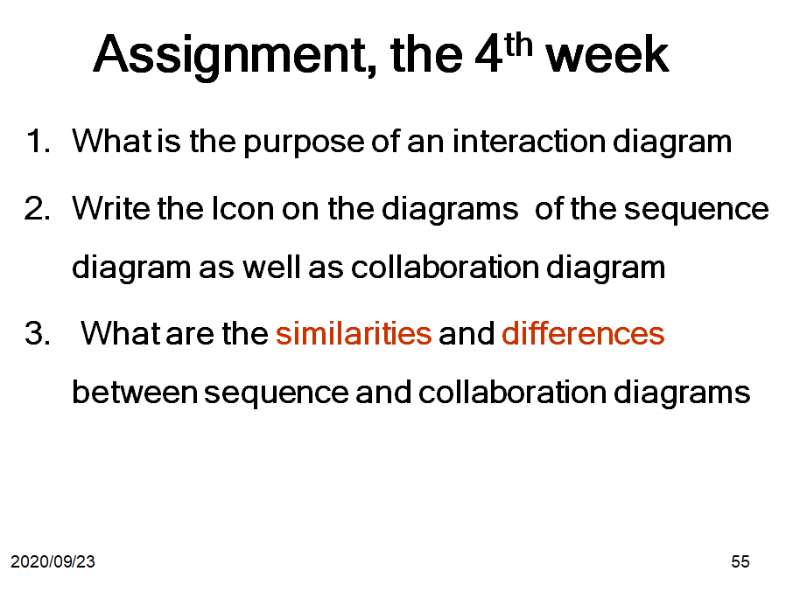 Assignment, the 4th week
1. What is the purpose of an interaction diagram
2. Write the Icon on the diagrams of the sequence
diagram as well as collaboration diagram
3. What are the similarities and differences
between sequence and collaboration diagrams
2020/09/23
55